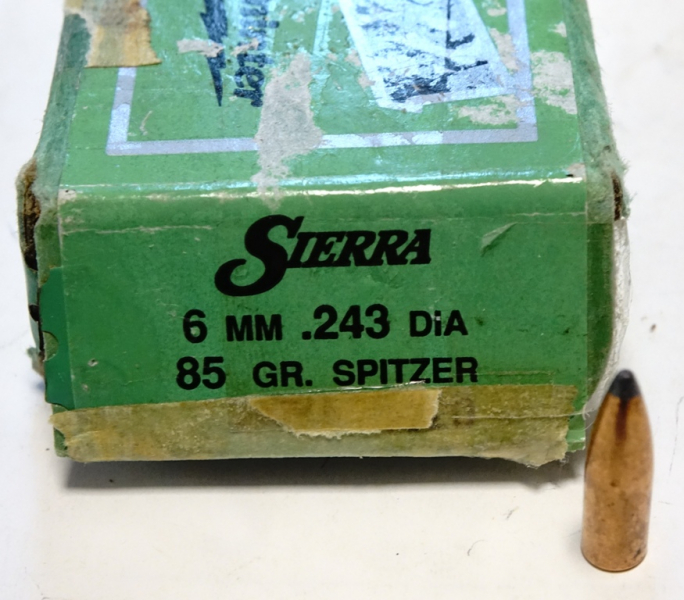 SIERRA
6 MM .243 DiA
85 GR. SPITZER